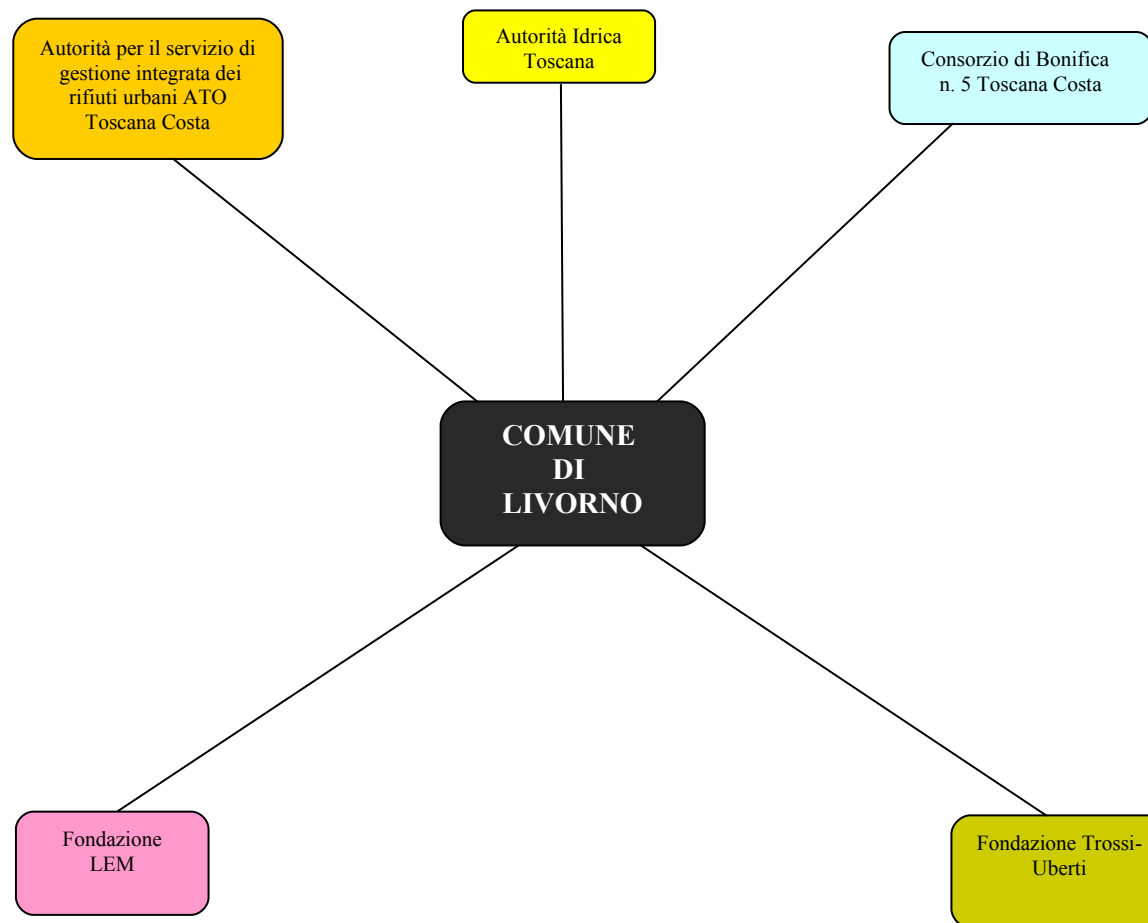 Autorità per il servizio di
gestione integrata dei
rifiuti urbani ATO
Toscana Costa
Autorità Idrica
Toscana
Consorzio di Bonifica
n. 5 Toscana Costa
COMUNE
DI
LIVORNO
Fondazione
LEM
Fondazione Trossi-
Uberti